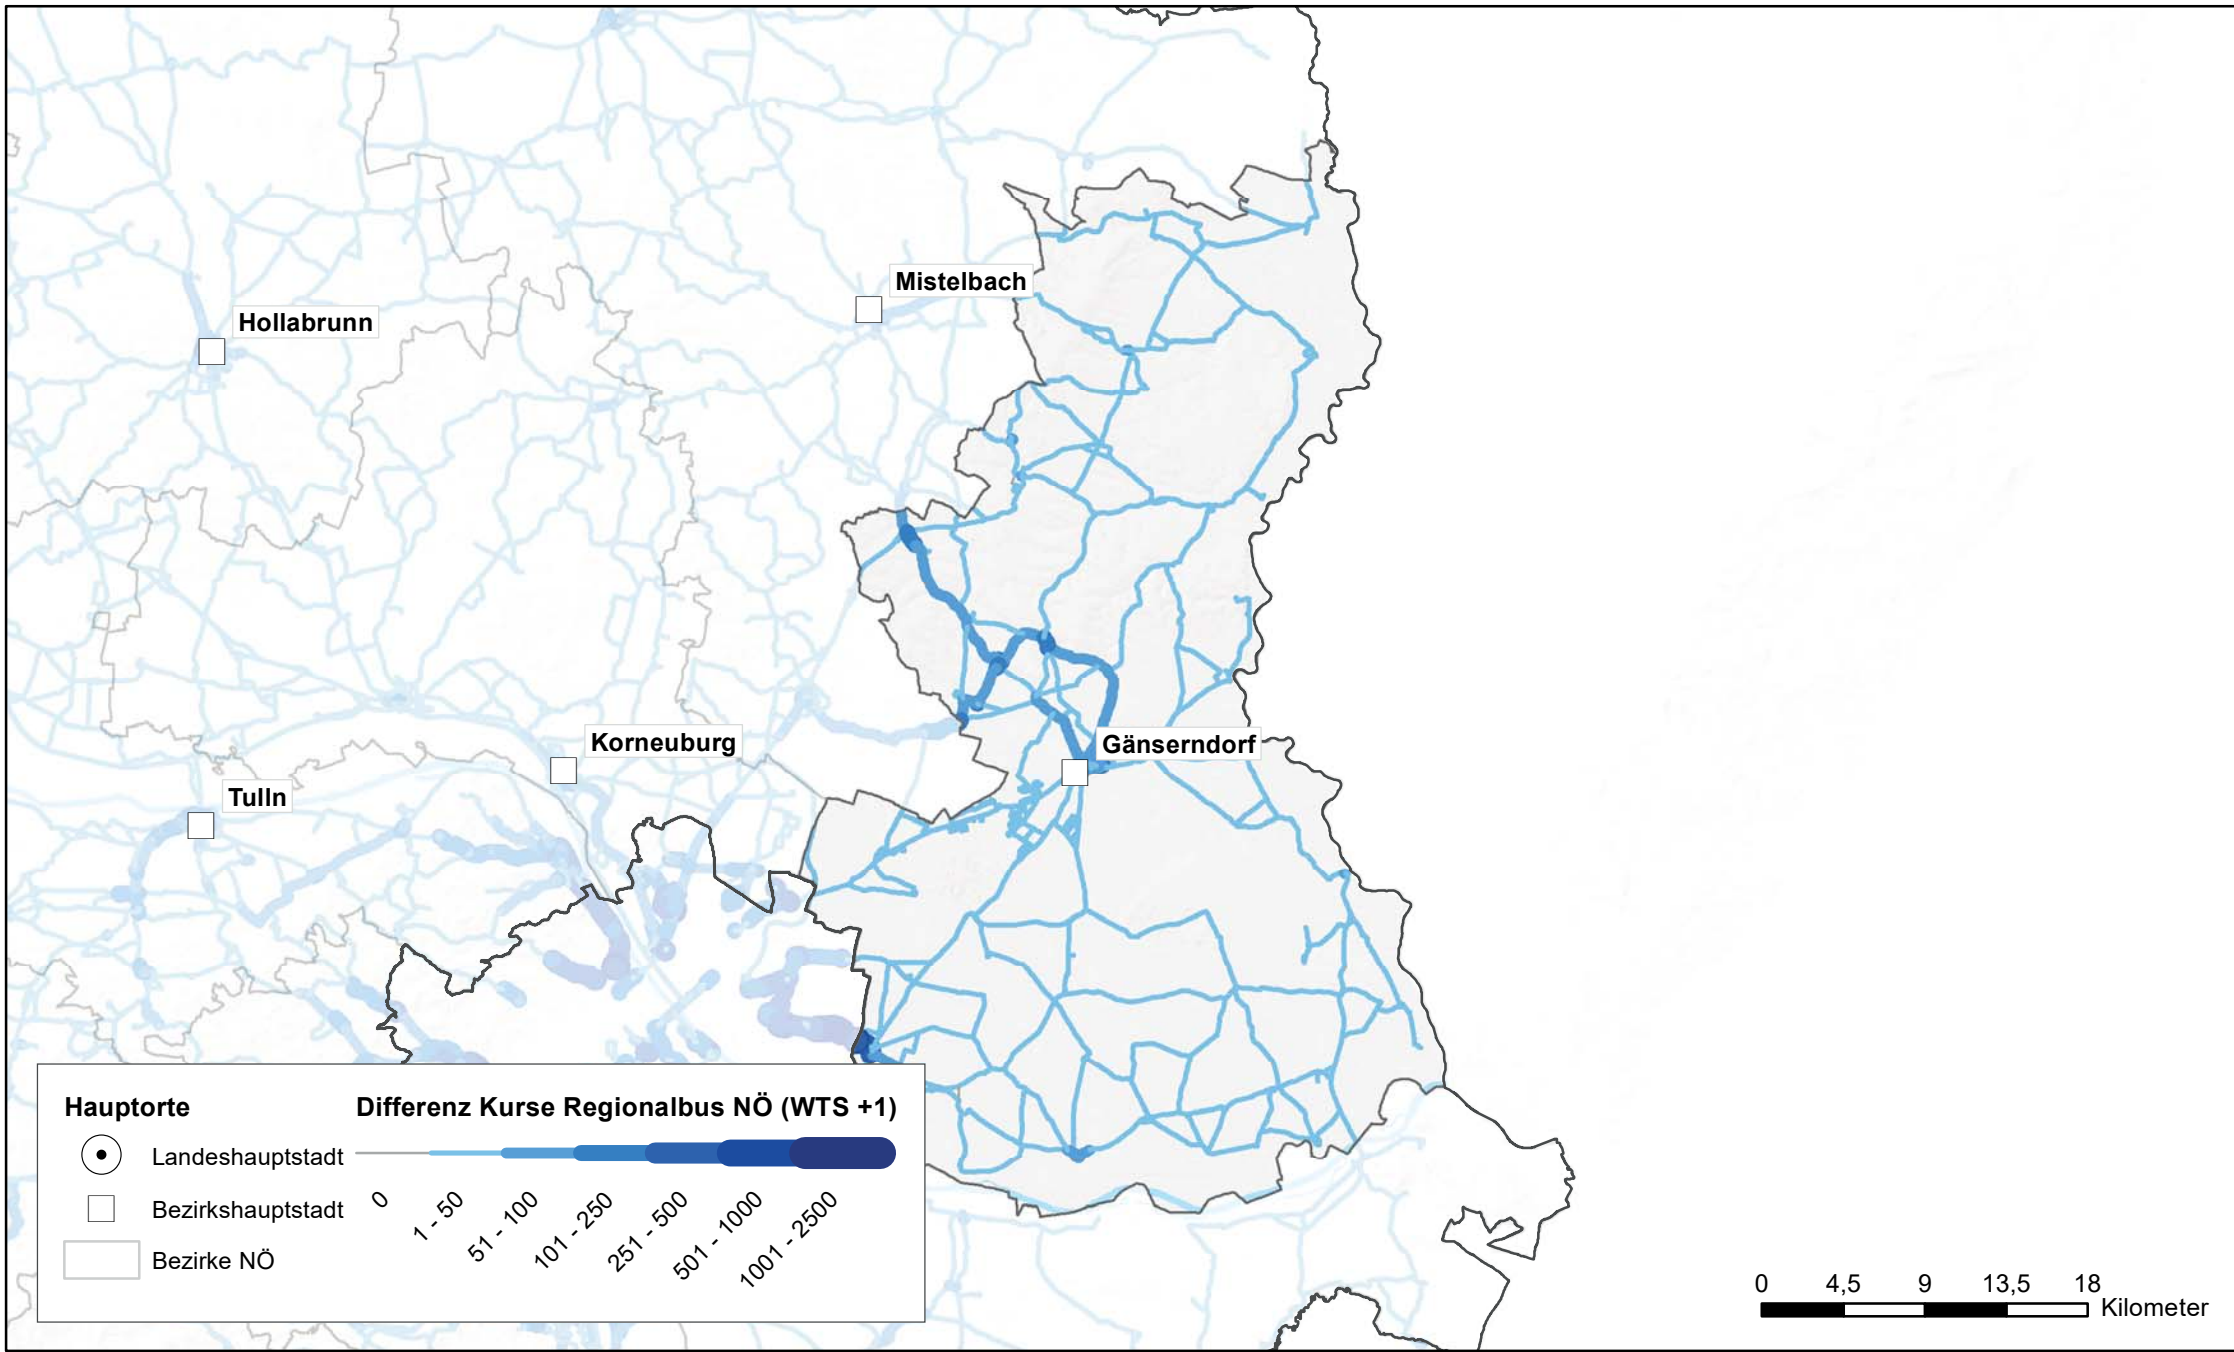 Mistelbach
Hollabrunn
Korneuburg
Gänserndorf
Tulln
Hauptorte
Landeshauptstadt
Bezirkshauptstadt
Bezirke NÖ
Differenz Kurse Regionalbus NÖ (WTS +1)
0
1 - 50
51 - 100
101 - 250
251 - 500
501 - 1000
1001 - 2500
0 4,5 9 13,5 18
Kilometer